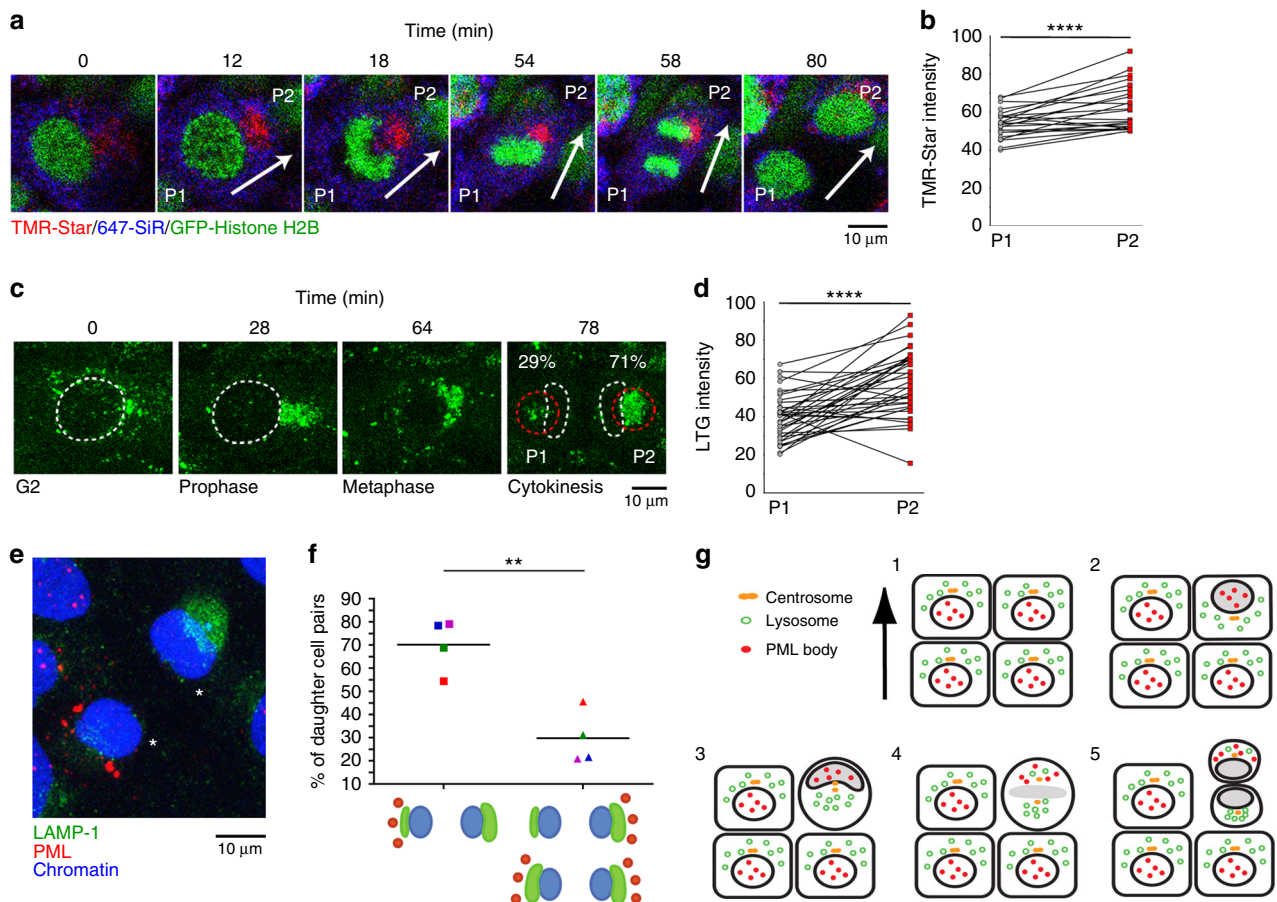 a
Time (min)
0 12 18 54 58 80
P2 P2 P2 P2 P2
P1 P1 P1 P1 P1
TMR-Star/647-SiR/GFP-Histone H2B
10 μm
b
****
TMR-Star intensity
100
80
60
40
20
0
P1 P2
c
Time (min)
0 28 64 78
29% 71%
P1 P2
G2 Prophase Metaphase Cytokinesis
10 μm
d
****
LTG intensity
100
80
60
40
20
0
P1 P2
e
*
*
LAMP-1
PML
Chromatin
10 μm
f
**
% of daughter cell pairs
90
80
70
60
50
40
30
20
10
g
Centrosome
Lysosome
PML body
1 2
3 4 5